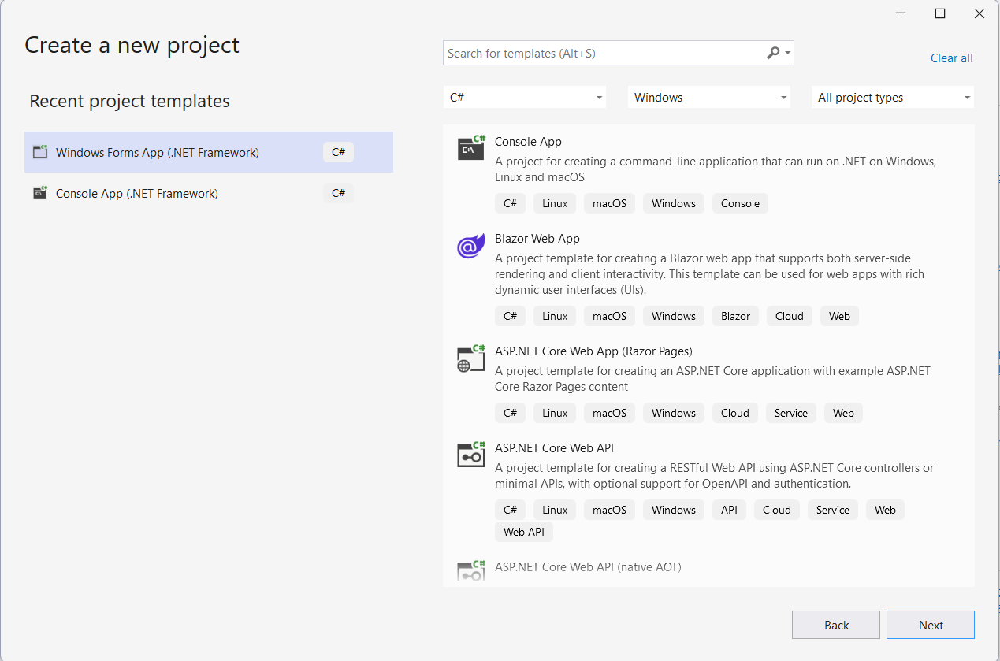 Create a new project
Search for templates (Alt+S)
Clear all
Recent project templates
C#
Windows
All project types
Windows Forms App (.NET Framework)
C#
Console App (.NET Framework)
C#
Console App
A project for creating a command-line application that can run on .NET on Windows,
Linux and macOS
C# Linux macOS Windows Console
Blazor Web App
A project template for creating a Blazor web app that supports both server-side
rendering and client interactivity. This template can be used for web apps with rich
dynamic user interfaces (UIs).
C# Linux macOS Windows Blazor Cloud Web
ASP.NET Core Web App (Razor Pages)
A project template for creating an ASP.NET Core application with example ASP.NET
Core Razor Pages content
C# Linux macOS Windows Cloud Service Web
ASP.NET Core Web API
A project template for creating a RESTful Web API using ASP.NET Core controllers or
minimal APIs, with optional support for OpenAPI and authentication.
C# Linux macOS Windows API Cloud Service Web
Web API
ASP.NET Core Web API (native AOT)
Back
Next